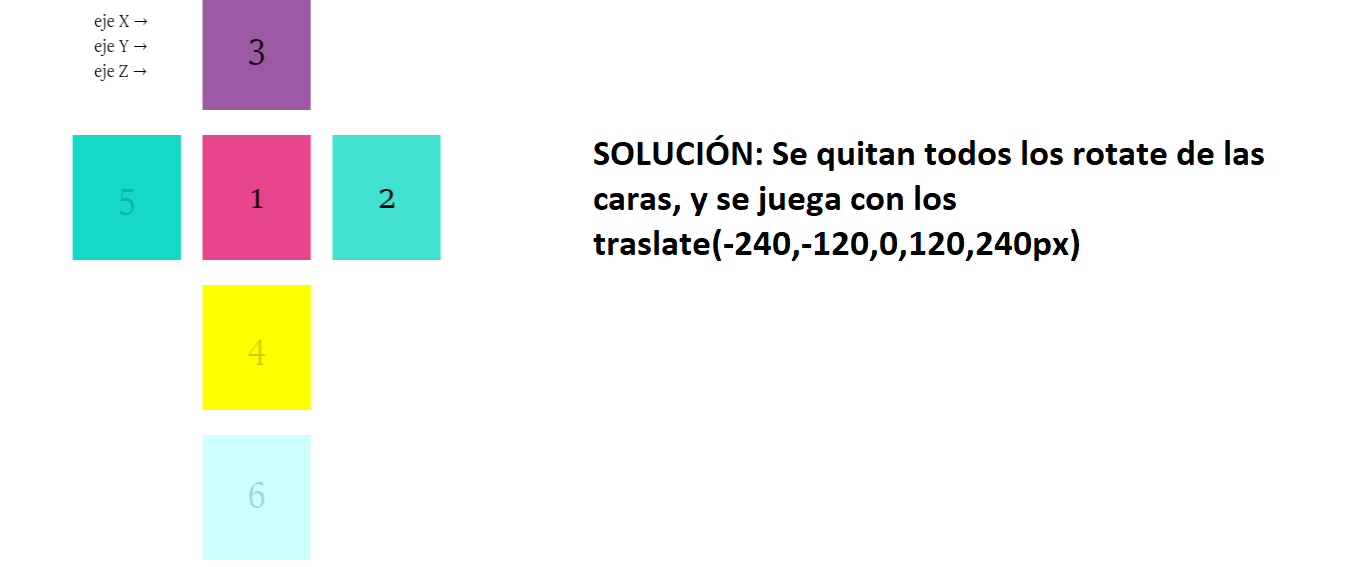 eje X →
eje Y →
eje Z →
3
5
1
2
SOLUCIÓN: Se quitan todos los rotate de las
caras, y se juega con los
traslate(-240,-120,0,120,240px)
4
6